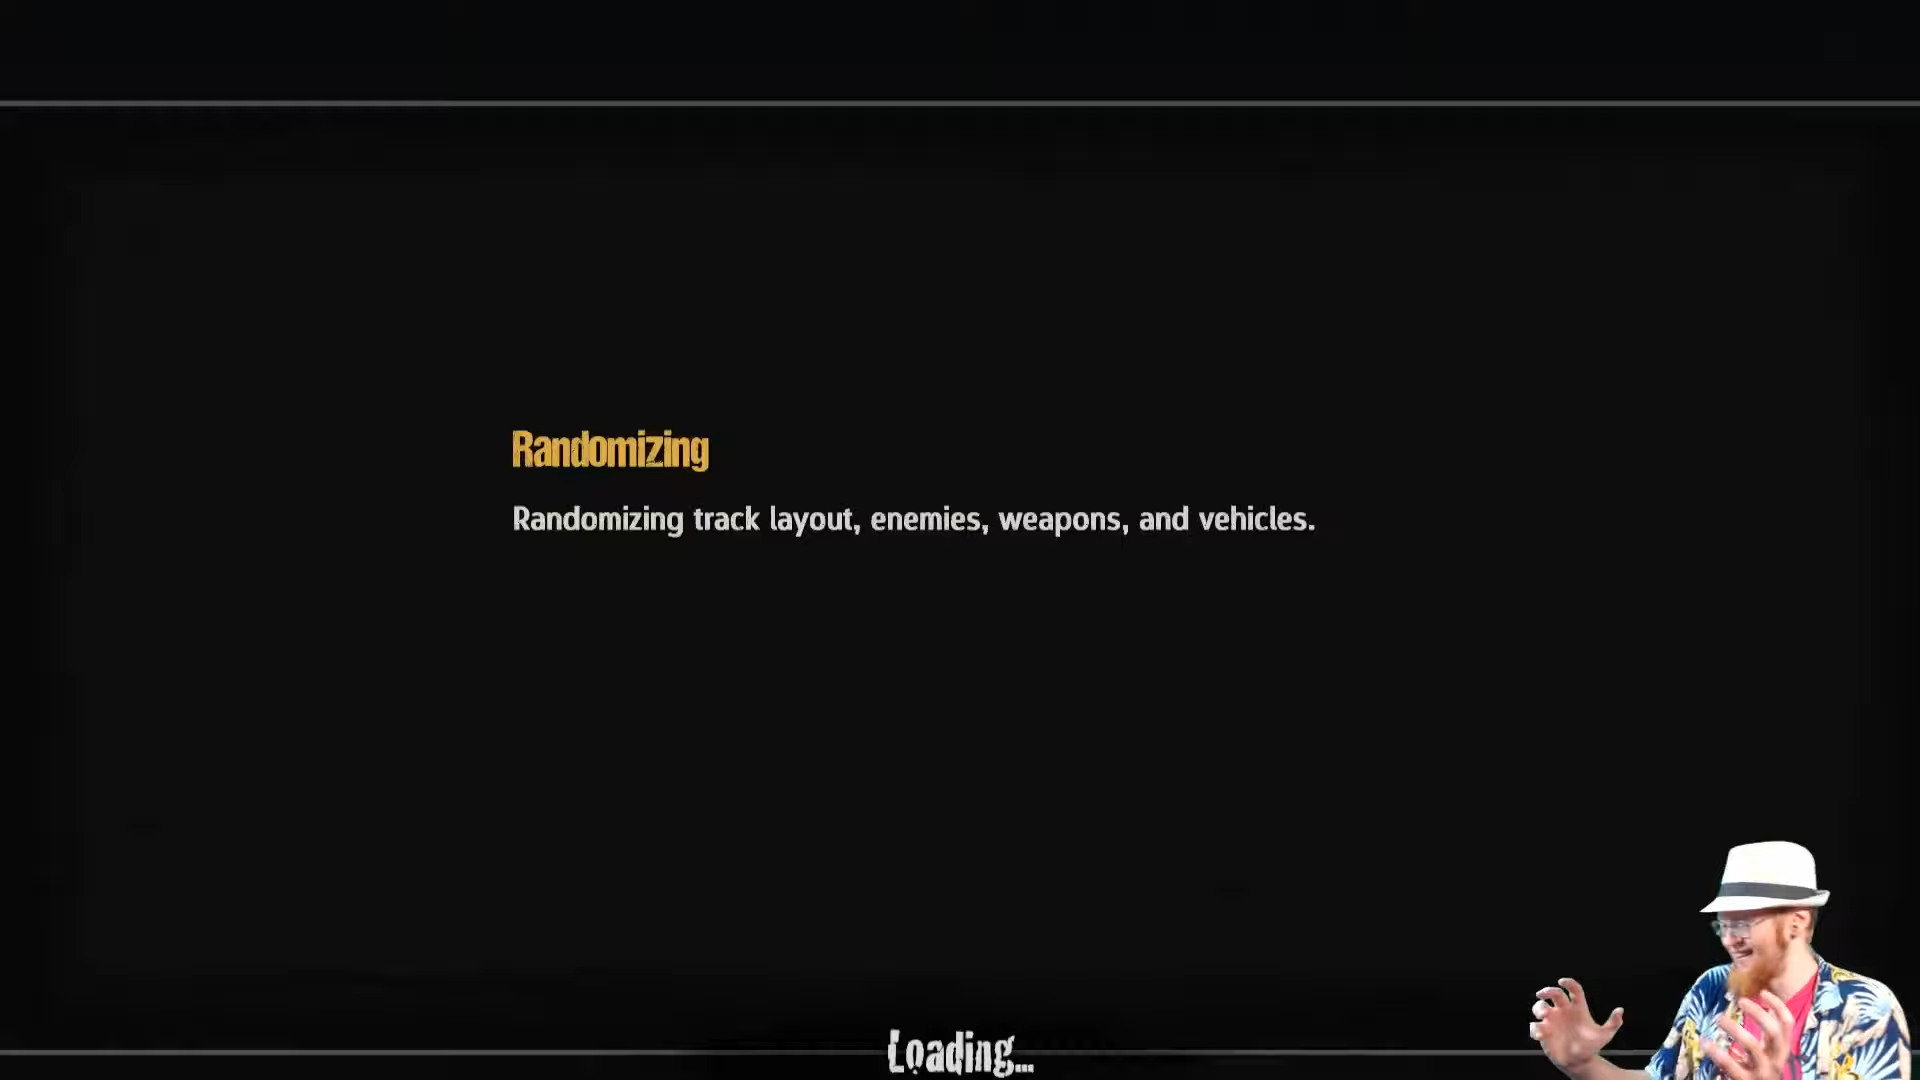 Randomizing
Randomizing track layout, enemies, weapons, and vehicles.
Loading...